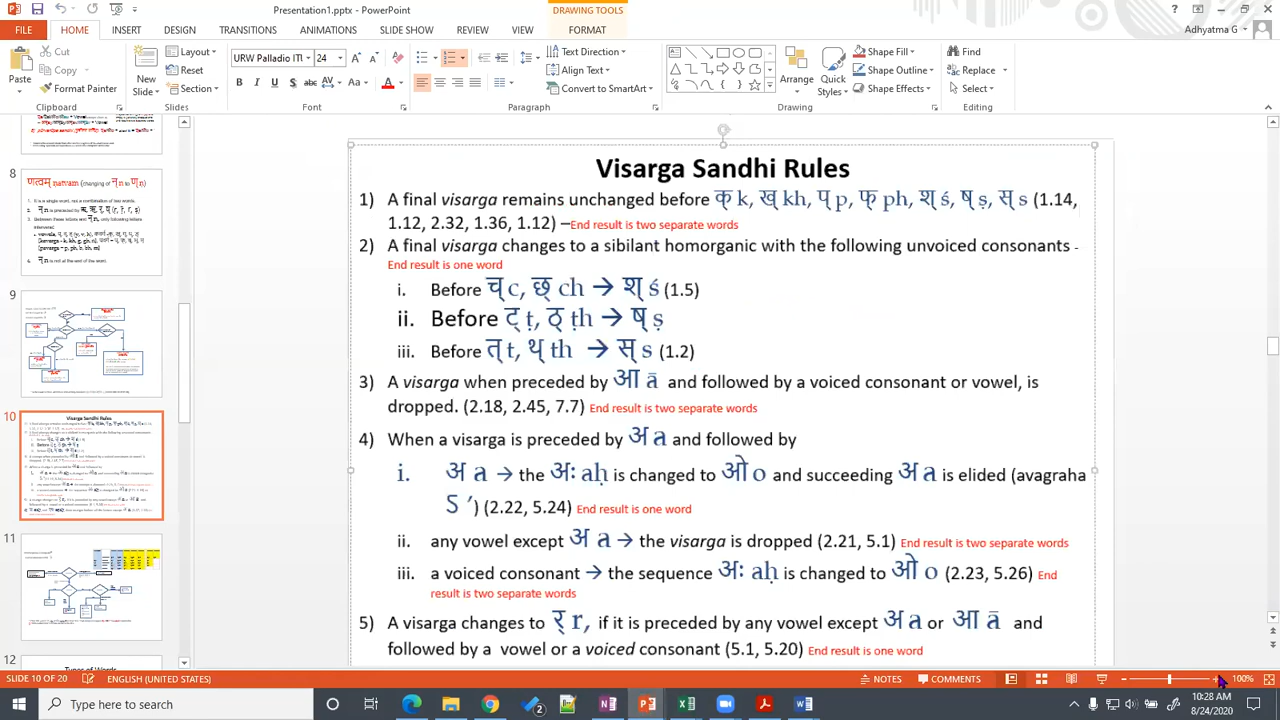 Presentation1.pptx - PowerPoint
DRAWING TOOLS
FILE HOME INSERT DESIGN TRANSITIONS ANIMATIONS SLIDE SHOW REVIEW VIEW FORMAT
Adhyatma G
Cut
Copy
Format Painter
Paste
Clipboard
New
Slide
Layout
Reset
Section
Slides
URW Palladio ITI 24
Font
Text Direction
Align Text
Convert to SmartArt
Paragraph
Arrange
Quick
Styles
Shape Fill
Shape Outline
Shape Effects
Drawing
Find
Replace
Select
Editing
8
9
10
11
12
Types of Words
Visarga Sandhi Rules
1) A final visarga remains unchanged before क् k, ख् kh, प् p, फ् ph, श् ś, ष् ṣ, स् s (1.14,
1.12, 2.32, 1.36, 1.12) –End result is two separate words
2) A final visarga changes to a sibilant homorganic with the following unvoiced consonants -
End result is one word
i. Before च् c, छ् ch → श् ś (1.5)
ii. Before ट् ṭ, ठ् ṭh → ष् ṣ
iii. Before त् t, थ् th → स् s (1.2)
3) A visarga when preceded by आ ā and followed by a voiced consonant or vowel, is
dropped. (2.18, 2.45, 7.7) End result is two separate words
4) When a visarga is preceded by अ a and followed by
i. अ a → the अः aḥ is changed to ओ o and succeeding अ a is elided (avagraha
ऽ ’) (2.22, 5.24) End result is one word
ii. any vowel except अ a → the visarga is dropped (2.21, 5.1) End result is two separate words
iii. a voiced consonant → the sequence अः aḥ is changed to ओ o (2.23, 5.26) End
result is two separate words
5) A visarga changes to र् r, if it is preceded by any vowel except अ a or आ ā and
followed by a vowel or a voiced consonant (5.1, 5.20) End result is one word
SLIDE 10 OF 20 ENGLISH (UNITED STATES) NOTES COMMENTS 100%
Type here to search
10:28 AM
8/24/2020